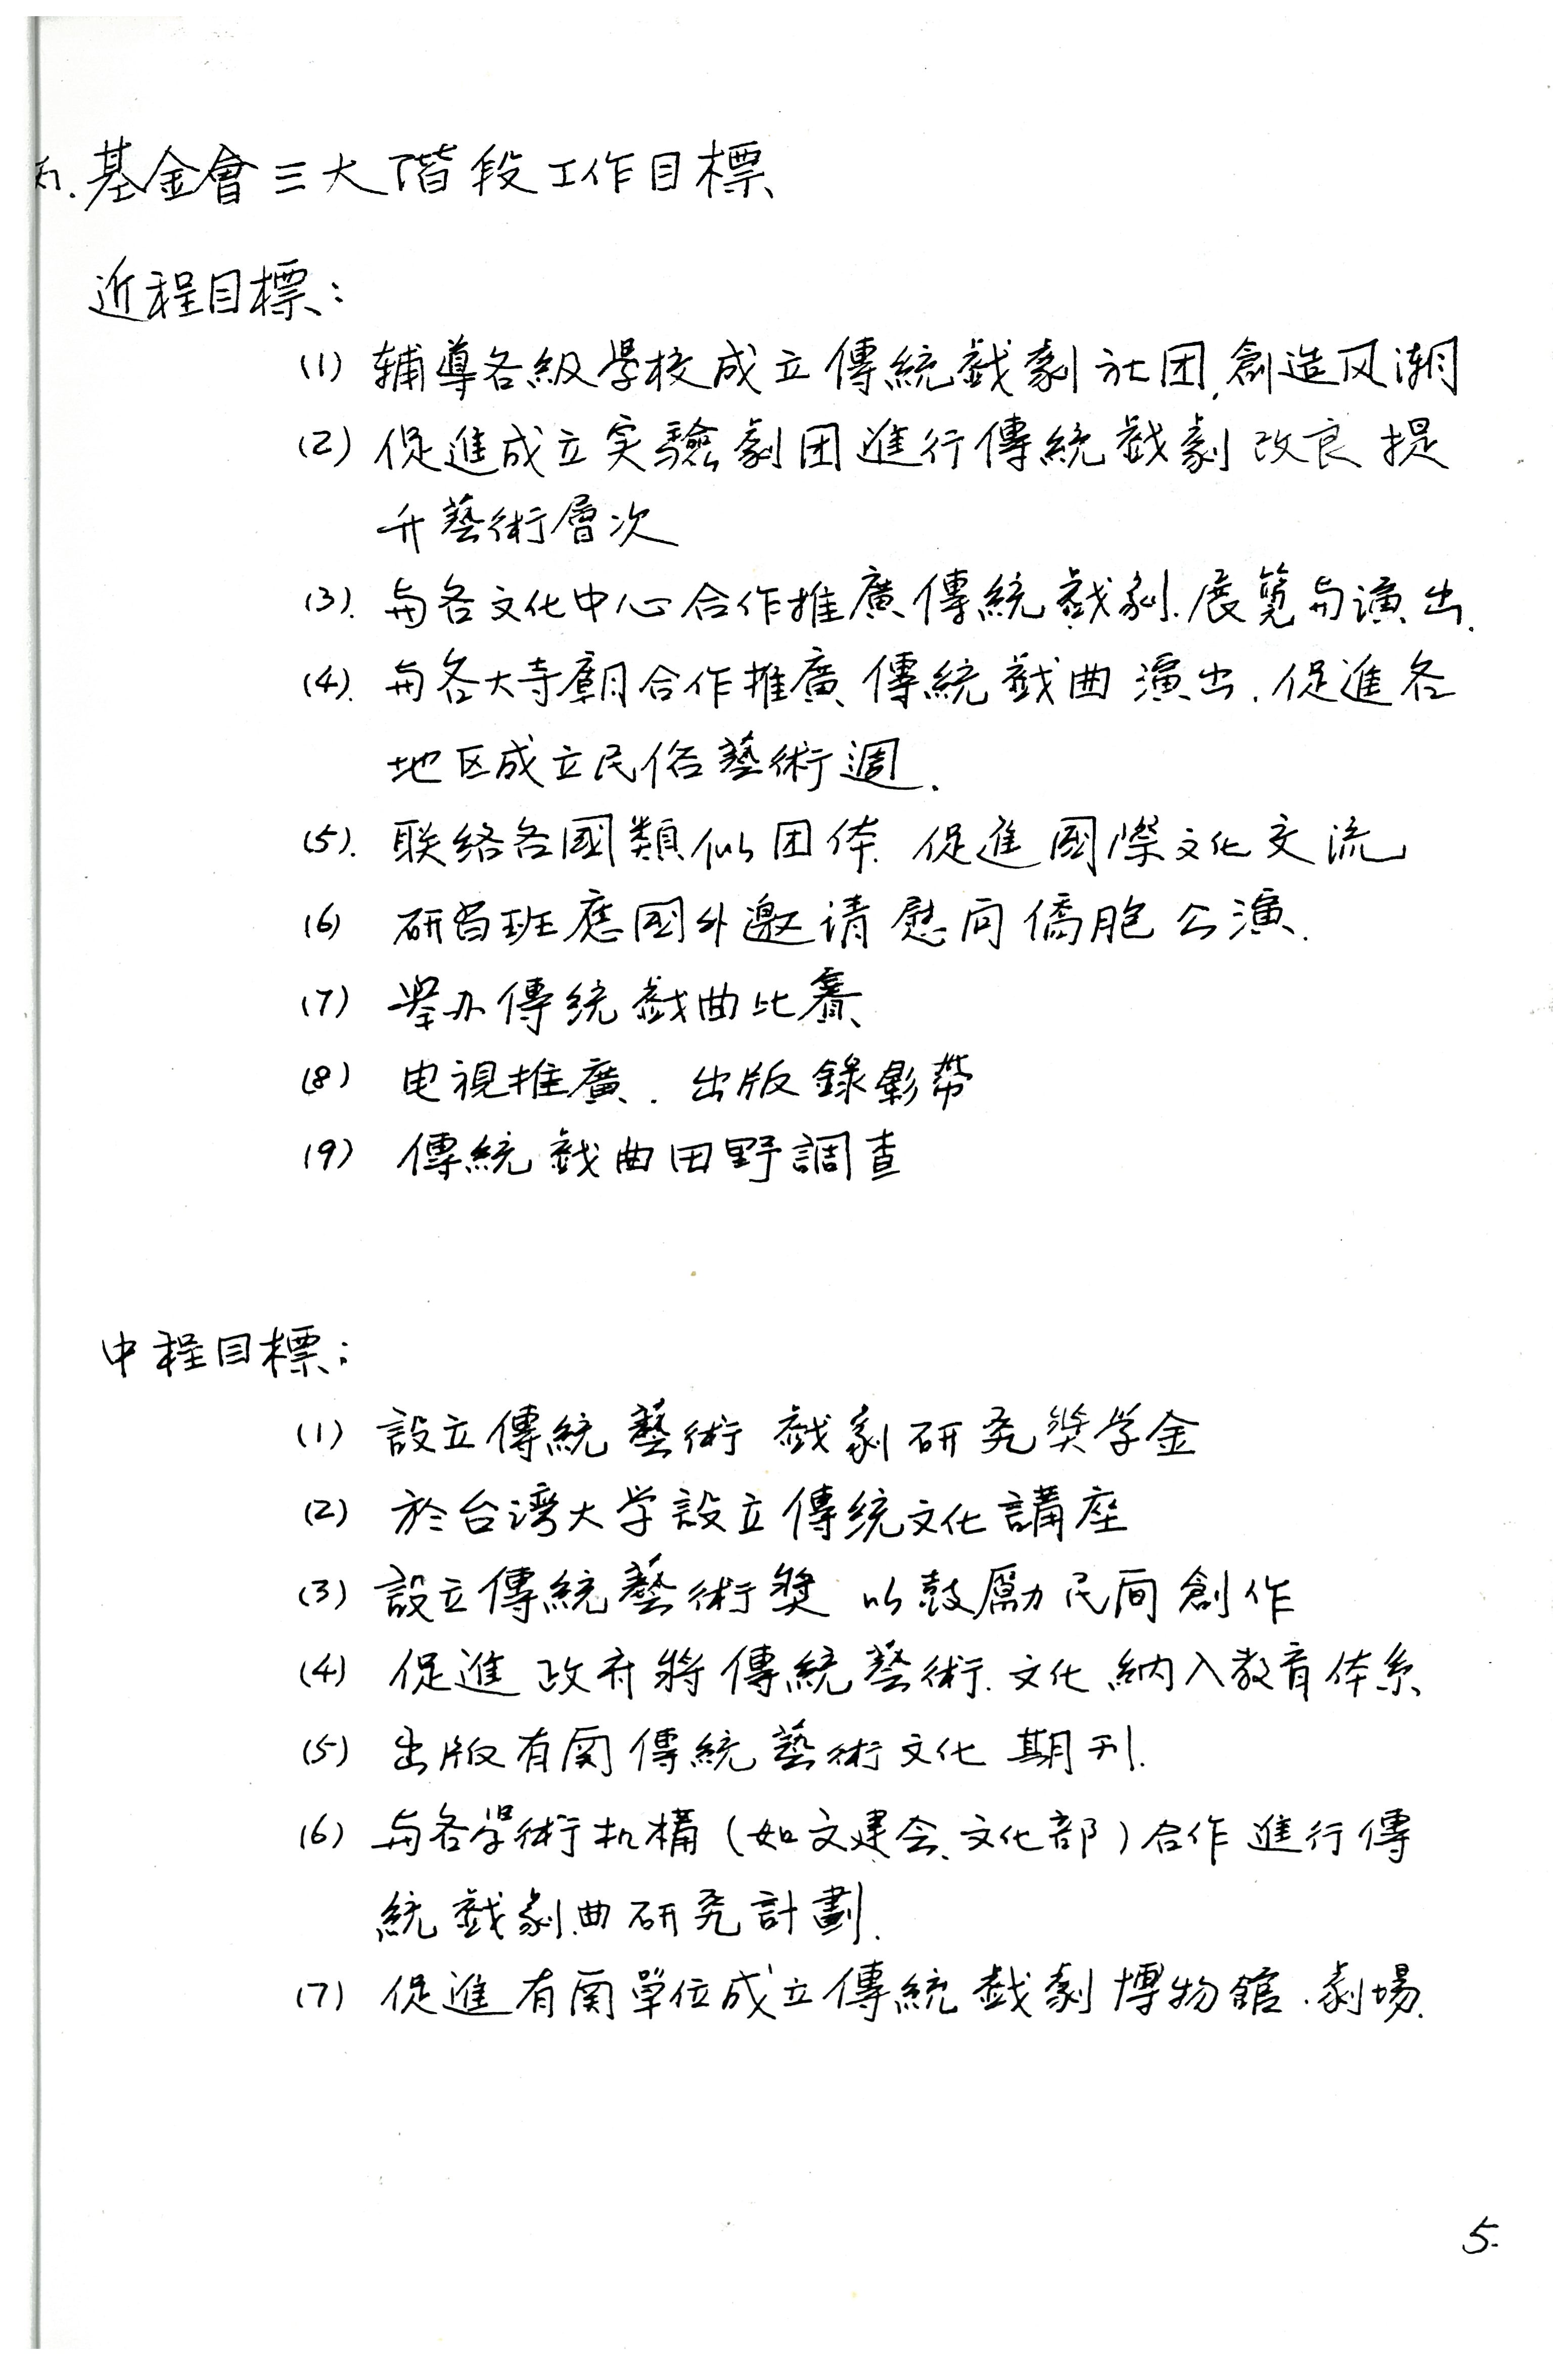 基金會三大階段工作目標
近程目標：
(1) 辅導各級學校成立傳統戲劇社团,創造风潮
(2) 促進成立实驗劇团進行傳統戲劇改良提
升藝術層次
(3). 与各文化中心合作推廣傳統戲劇.展覽与演出.
(4). 与各大寺廟合作推廣傳統戲曲演出.促進各
地区成立民俗藝術週.
(5). 联络各國類似团体.促進國際文化交流
(6) 研習班應國外邀请慰问僑胞公演.
(7) 举办傳統戲曲比賽
(8) 电視推廣.出版錄影帶
(9) 傳統戲曲田野調查
中程目標：
(1) 設立傳統藝術戲劇研究獎学金
(2) 於台湾大学設立傳统文化講座
(3) 設立傳統藝術獎以鼓勵民间創作
(4) 促進政府將傳統藝術.文化納入教育体系
(5) 出版有関傳統藝術文化期刊.
(6) 与各學術机構(如文建会、文化部)合作進行傳
統戲劇曲研究計劃.
(7) 促進有関單位成立傳統戲劇博物館.劇場.
5.